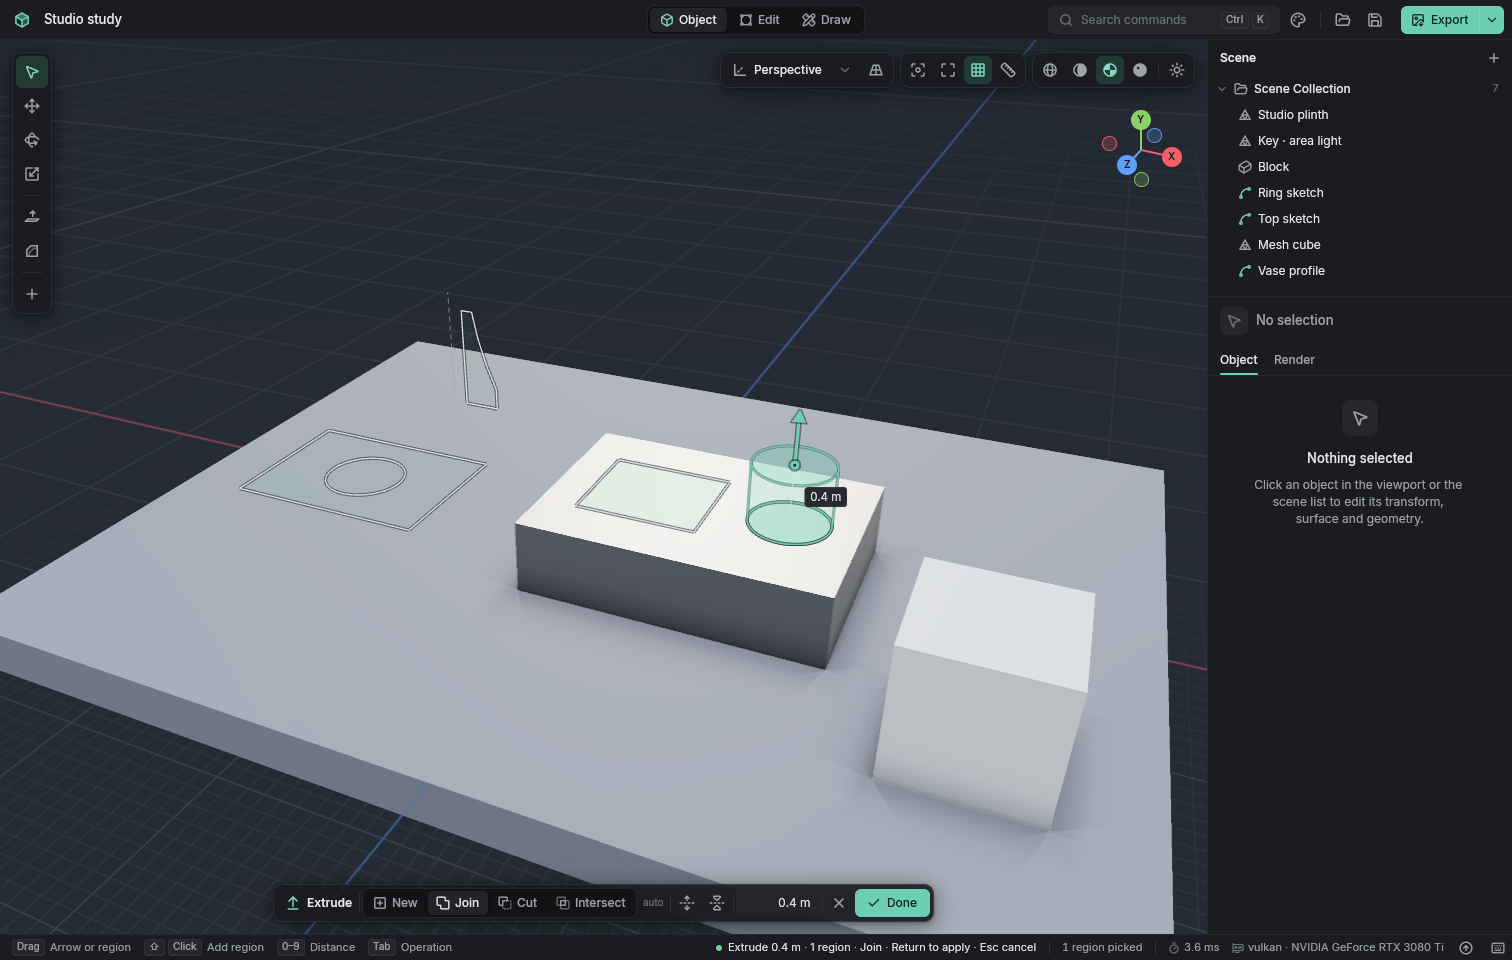 Studio study
Object
Edit
Draw
Search commands
Ctrl
K
Export
Perspective
Y
X
Z
Scene
Scene Collection
7
Studio plinth
Key · area light
Block
Ring sketch
Top sketch
Mesh cube
Vase profile
No selection
Object
Render
Nothing selected
Click an object in the viewport or the
scene list to edit its transform,
surface and geometry.
0.4 m
Extrude
New
Join
Cut
Intersect
auto
0.4 m
Done
Drag
Arrow or region
Click
Add region
0–9
Distance
Tab
Operation
Extrude 0.4 m · 1 region · Join · Return to apply · Esc cancel
1 region picked
3.6 ms
vulkan · NVIDIA GeForce RTX 3080 Ti